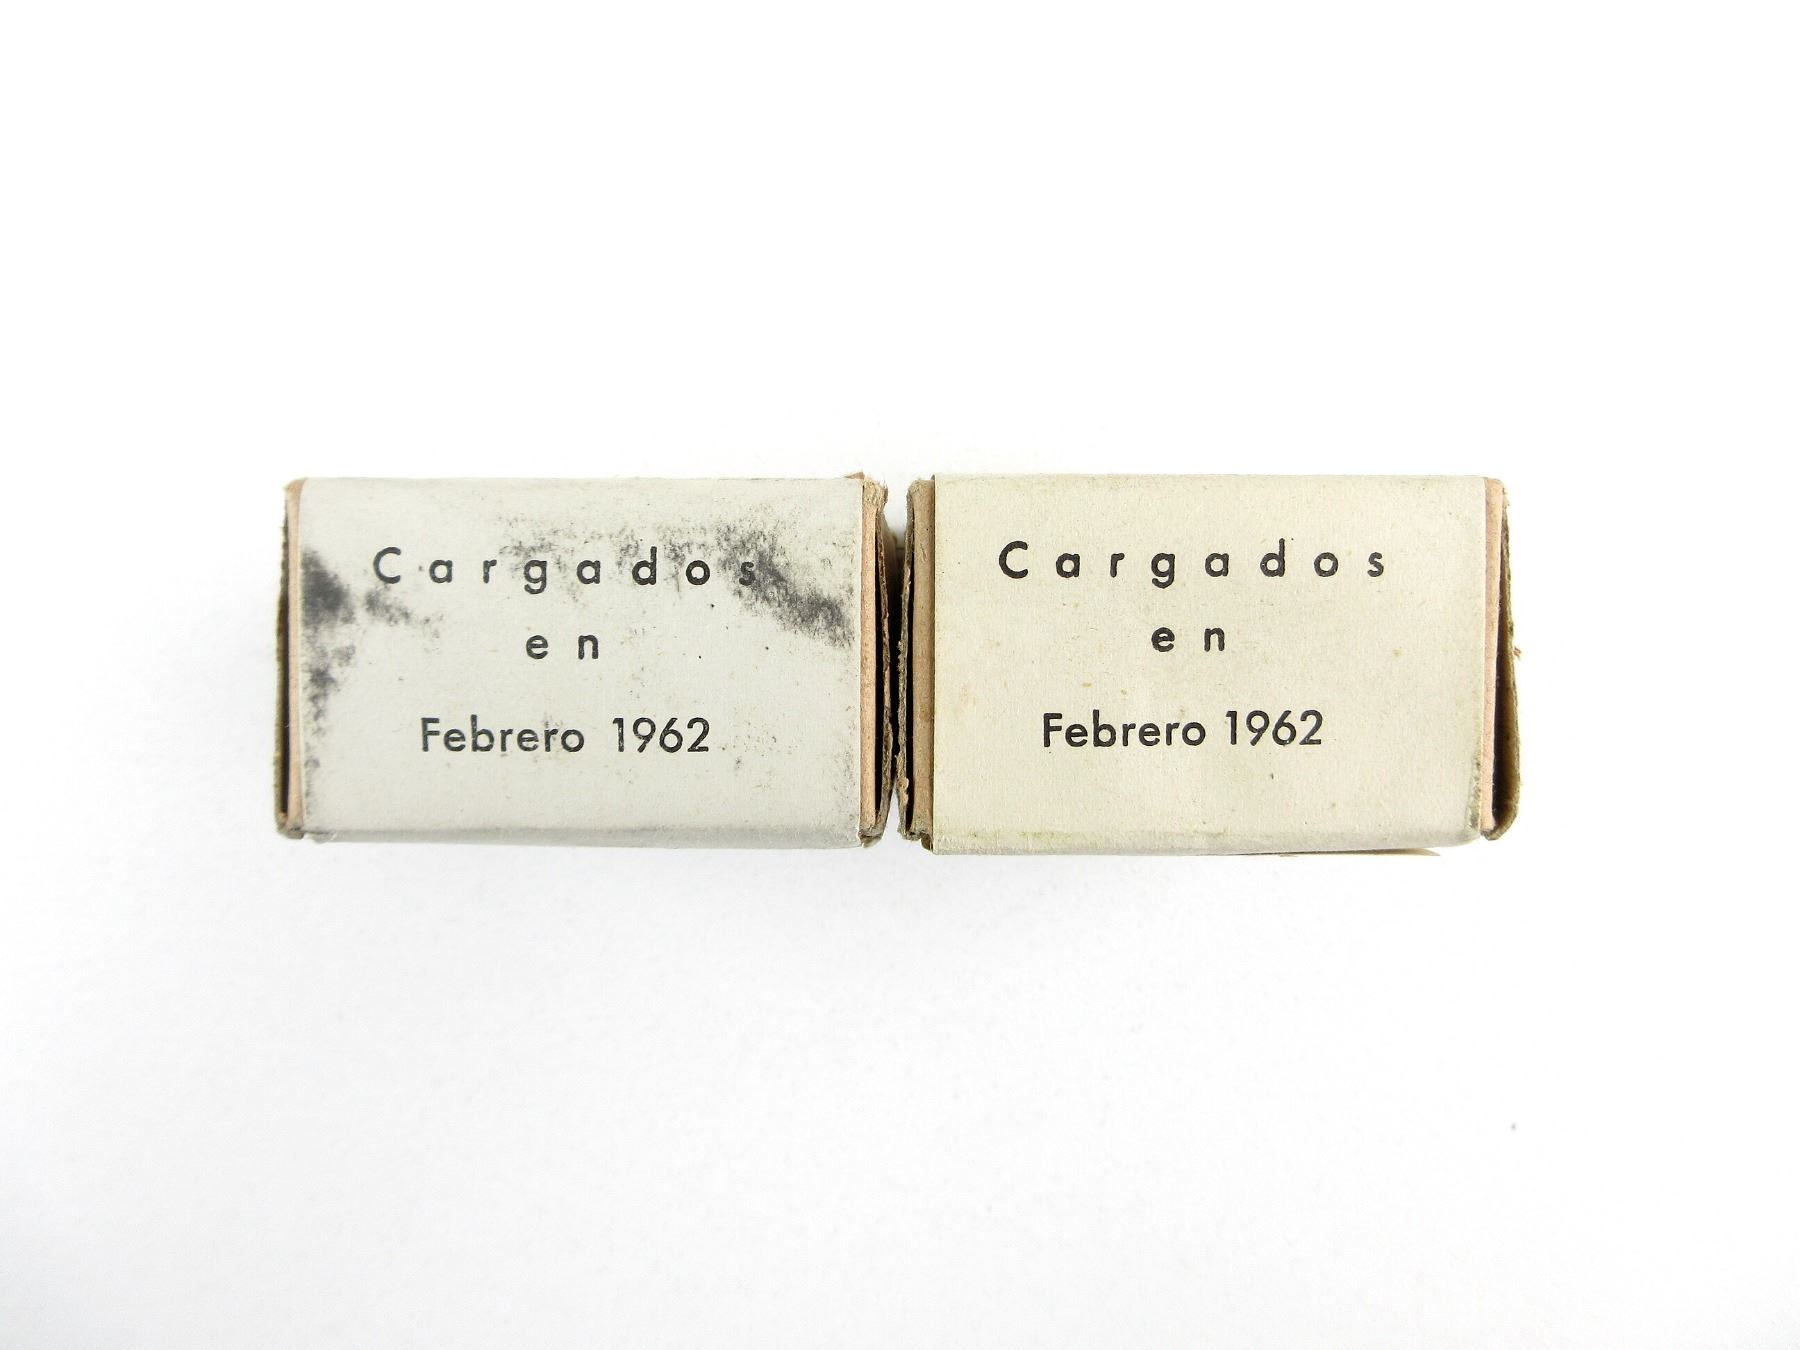 Cargados
en
Febrero 1962
Cargados
en
Febrero 1962